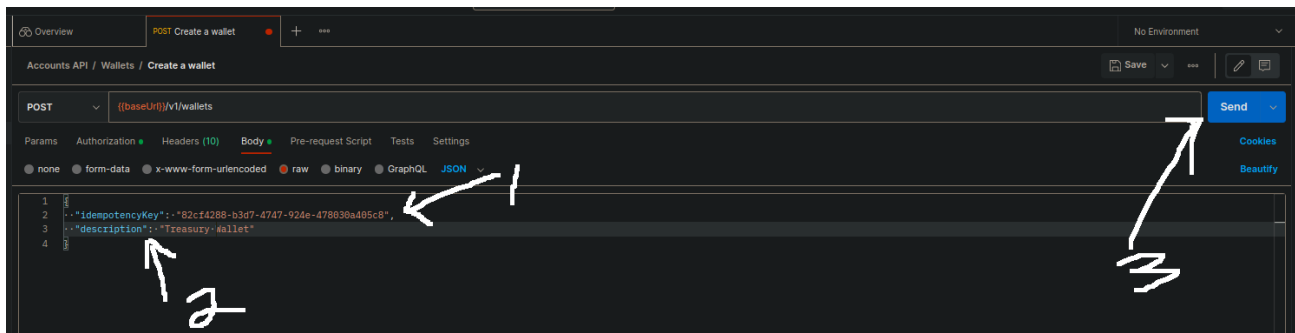 Overview
POST Create a wallet
No Environment
Accounts API / Wallets / Create a wallet
Save
POST
{{baseUrl}}/v1/wallets
Send
Params Authorization Headers (10) Body Pre-request Script Tests Settings
Cookies
none form-data x-www-form-urlencoded raw binary GraphQL JSON
Beautify
1 {
2 "idempotencyKey": "82cf4288-b3d7-4747-924e-478030a405c8",
3 "description": "Treasury Wallet"
4 }
1
2
3